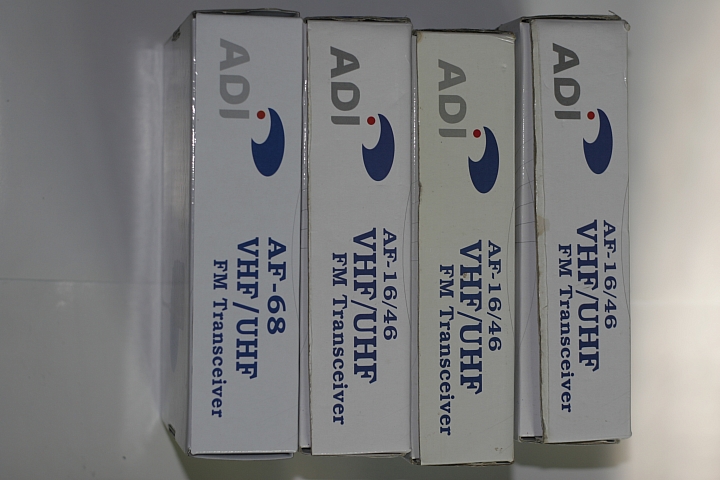 ADI
AF-68
VHF/UHF
FM Transceiver
ADI
AF-16/46
VHF/UHF
FM Transceiver
ADI
AF-16/46
VHF/UHF
FM Transceiver
ADI
AF-16/46
VHF/UHF
FM Transceiver